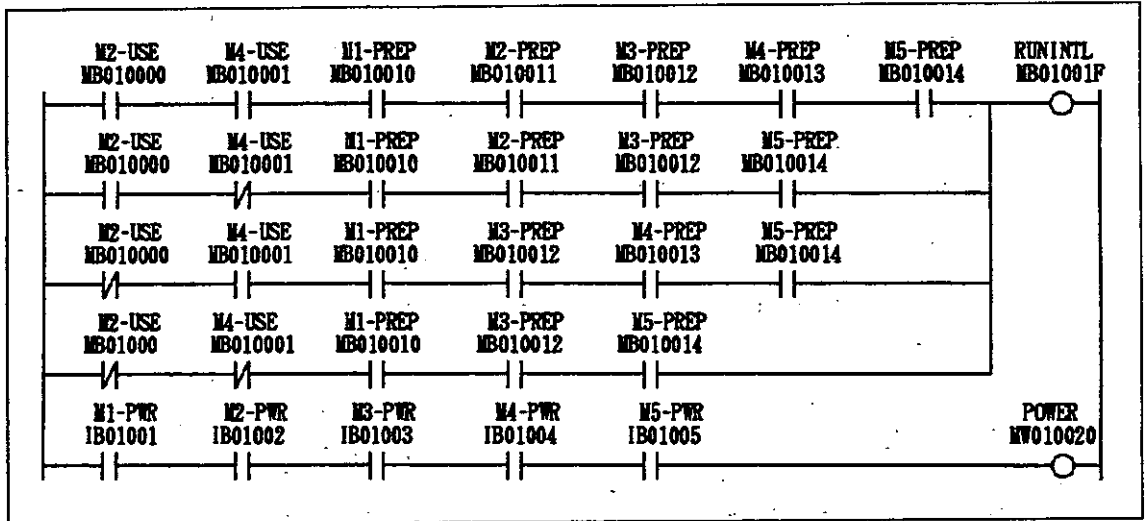 M2-USE M4-USE M1-PREP M2-PREP M3-PREP M4-PREP M5-PREP RUNINTL
MB010000 MB010001 MB010010 MB010011 MB010012 MB010013 MB010014 MB01001F
M2-USE M4-USE M1-PREP M2-PREP M3-PREP M5-PREP
MB010000 MB010001 MB010010 MB010011 MB010012 MB010014
M2-USE M4-USE M1-PREP M3-PREP M4-PREP M5-PREP
MB010000 MB010001 MB010010 MB010012 MB010013 MB010014
M2-USE M4-USE M1-PREP M3-PREP M5-PREP
MB01000 MB010001 MB010010 MB010012 MB010014
M1-PWR M2-PWR M3-PWR M4-PWR M5-PWR POWER
IB01001 IB01002 IB01003 IB01004 IB01005 MW010020